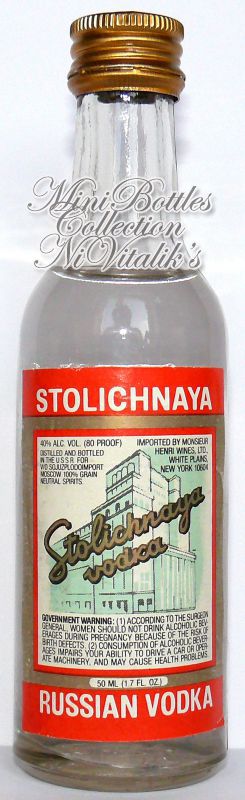 MiniBottles
Collection
NiVitalik's
STOLICHNAYA
40% ALC. VOL. (80 PROOF)
DISTILLED AND BOTTLED
IN THE U.S.S.R. FOR
V/O SOJUZPLODOIMPORT
MOSCOW 100% GRAIN
NEUTRAL SPIRITS.
IMPORTED BY MONSIEUR
HENRI WINES, LTD.,
WHITE PLAINS,
NEW YORK 10604
Stolichnaya
vodka
GOVERNMENT WARNING: (1) ACCORDING TO THE SURGEON
GENERAL, WOMEN SHOULD NOT DRINK ALCOHOLIC BEV-
ERAGES DURING PREGNANCY BECAUSE OF THE RISK OF
BIRTH DEFECTS. (2) CONSUMPTION OF ALCOHOLIC BEVER-
AGES IMPAIRS YOUR ABILITY TO DRIVE A CAR OR OPER-
ATE MACHINERY, AND MAY CAUSE HEALTH PROBLEMS.
50 ML (1.7 FL. OZ.)
RUSSIAN VODKA